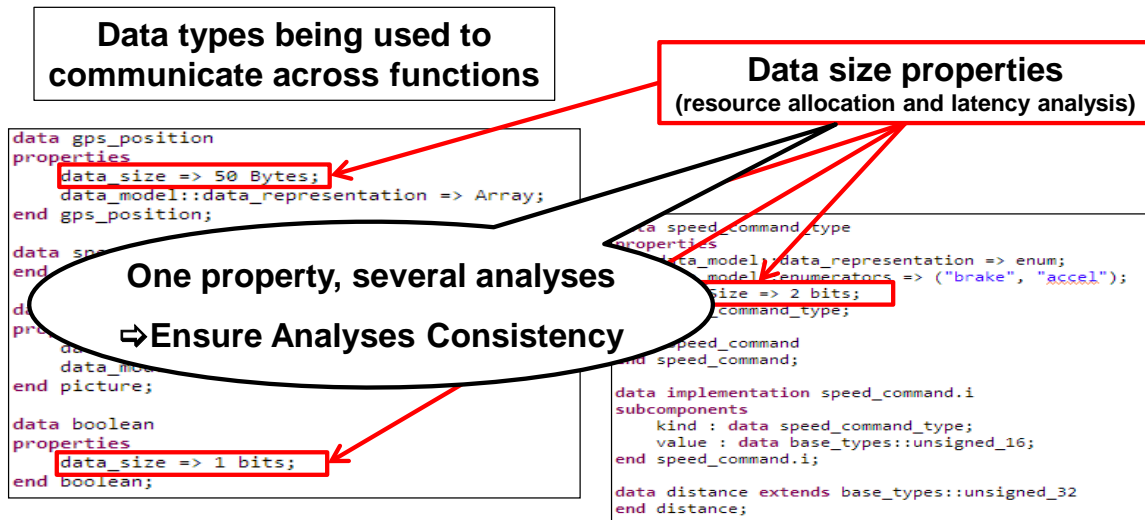 Data types being used to
communicate across functions
Data size properties
(resource allocation and latency analysis)
data gps_position
properties
data_size => 50 Bytes;
data_model::data_representation => Array;
end gps_position;
data
end
One property, several analyses
⇨Ensure Analyses Consistency
end picture;
data boolean
properties
data_size => 1 bits;
end boolean;
speed_command_type
properties
data_model::data_representation => enum;
model::enumerators => ("brake", "accel");
size => 2 bits;
command_type;
speed_command
end speed_command;
data implementation speed_command.i
subcomponents
kind : data speed_command_type;
value : data base_types::unsigned_16;
end speed_command.i;
data distance extends base_types::unsigned_32
end distance;